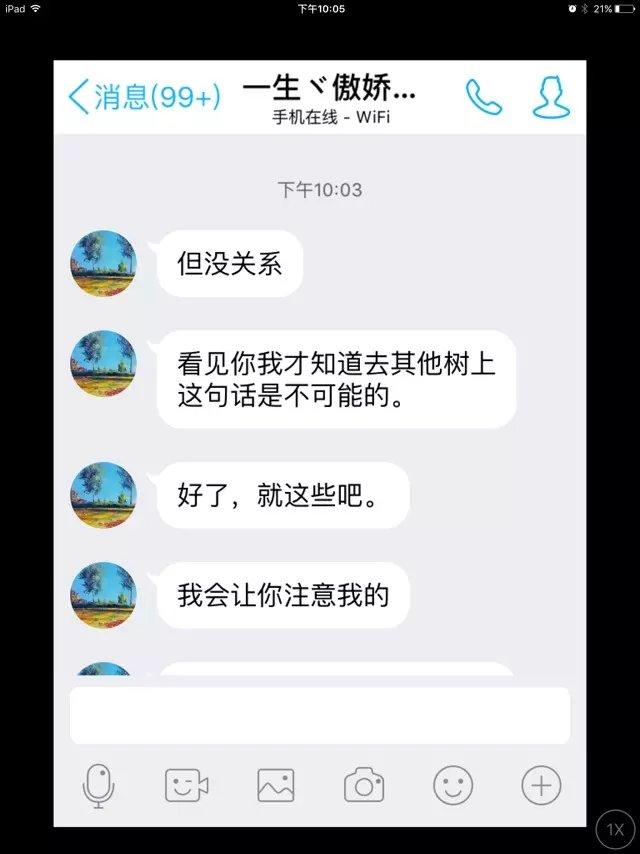 iPad 下午10:05 21%
消息(99+) 一生ヾ傲娇...
手机在线 - WiFi
下午10:03
但没关系
看见你我才知道去其他树上
这句话是不可能的。
好了，就这些吧。
我会让你注意我的
1X